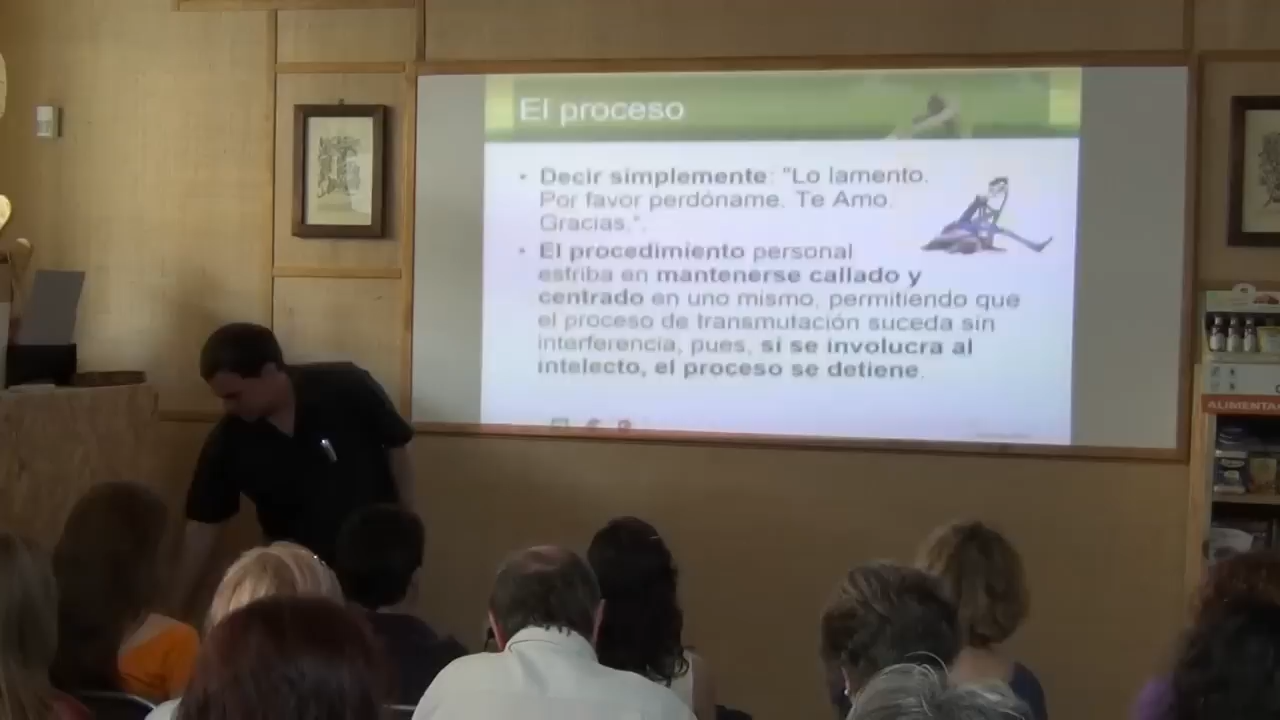 El proceso
• Decir simplemente: "Lo lamento.
Por favor perdóname. Te Amo.
Gracias.".
• El procedimiento personal
estriba en mantenerse callado y
centrado en uno mismo, permitiendo que
el proceso de transmutación suceda sin
interferencia, pues, si se involucra al
intelecto, el proceso se detiene.
ALIMENTA